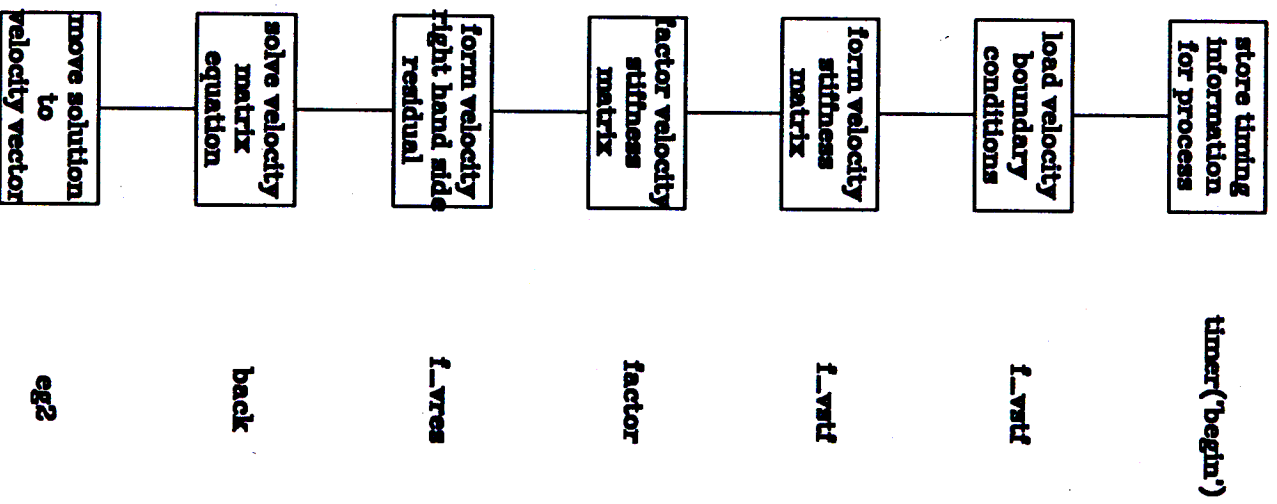 store timing
information
for process
timer('begin')
load velocity
boundary
conditions
f_vstf
form velocity
stiffness
matrix
f_vstf
factor velocity
stiffness
matrix
factor
form velocity
right hand side
residual
f_vres
solve velocity
matrix
equation
back
move solution
to
velocity vector
eg2